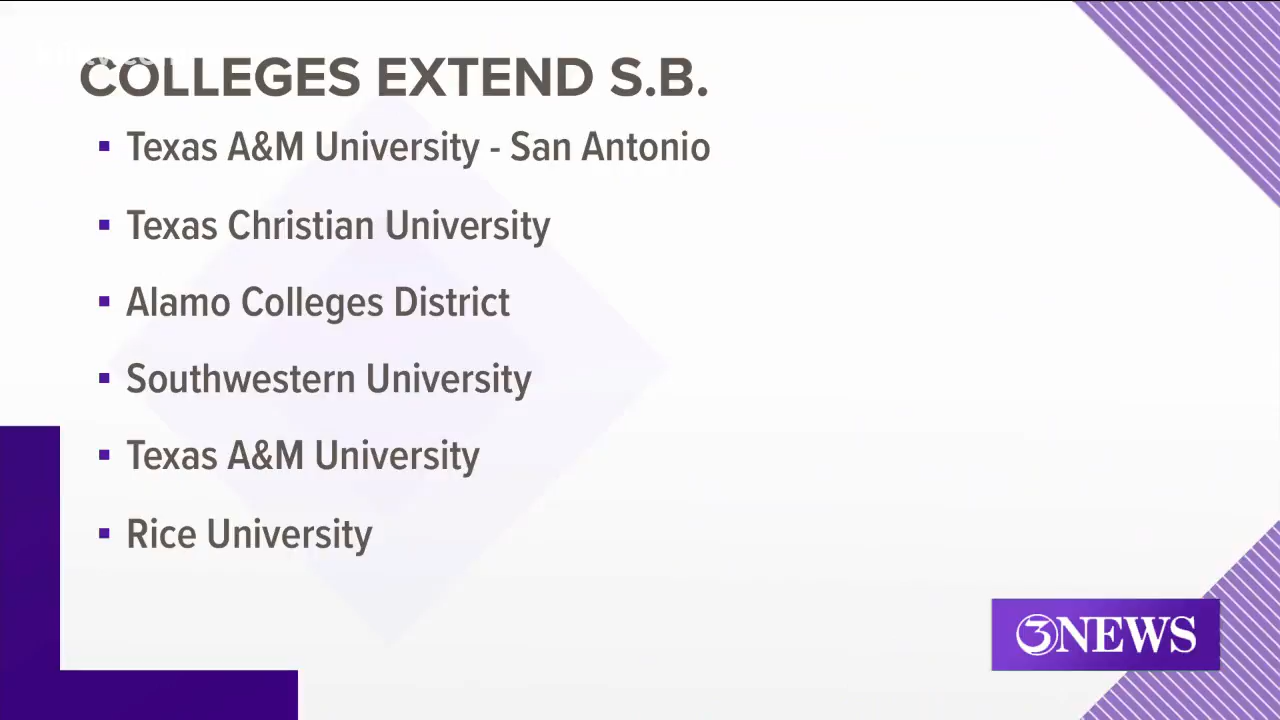 COLLEGES EXTEND S.B.
▪ Texas A&M University - San Antonio
▪ Texas Christian University
▪ Alamo Colleges District
▪ Southwestern University
▪ Texas A&M University
▪ Rice University
3NEWS